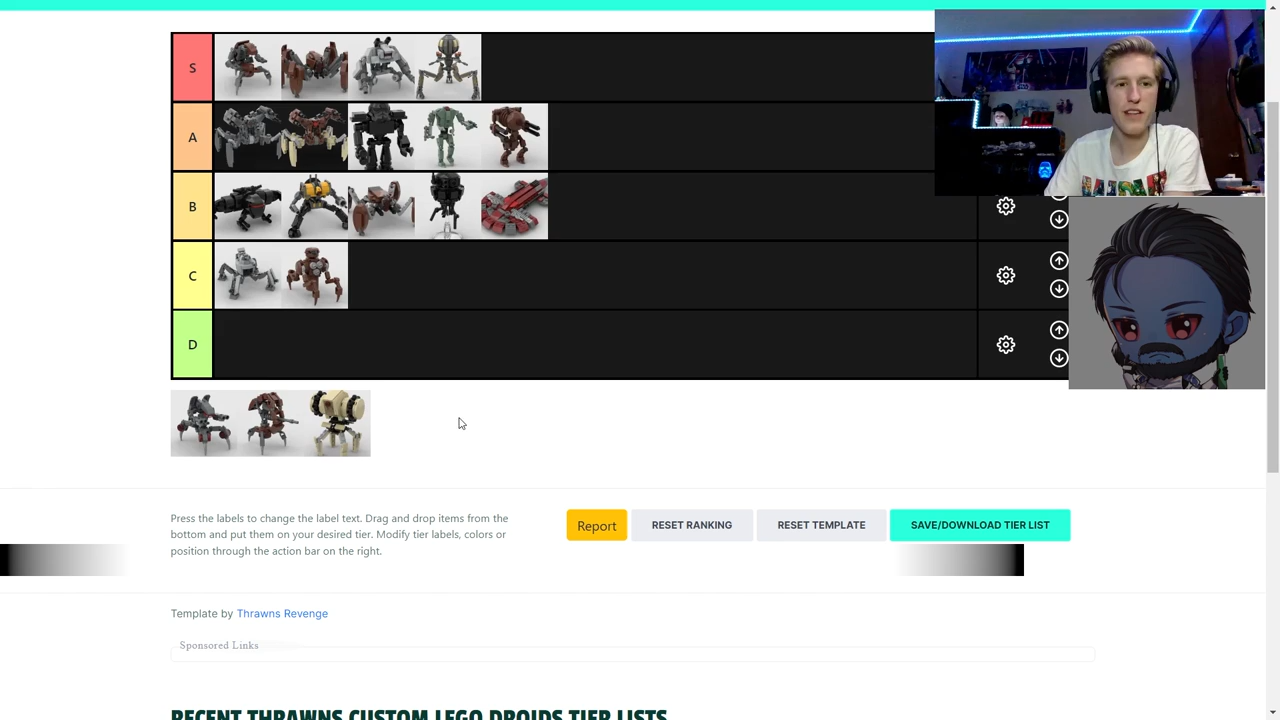 S
A
B
C
D
Press the labels to change the label text. Drag and drop items from the
bottom and put them on your desired tier. Modify tier labels, colors or
position through the action bar on the right.
Report
RESET RANKING
RESET TEMPLATE
SAVE/DOWNLOAD TIER LIST
Template by Thrawns Revenge
Sponsored Links
RECENT THRAWNS CUSTOM LEGO DROIDS TIER LISTS